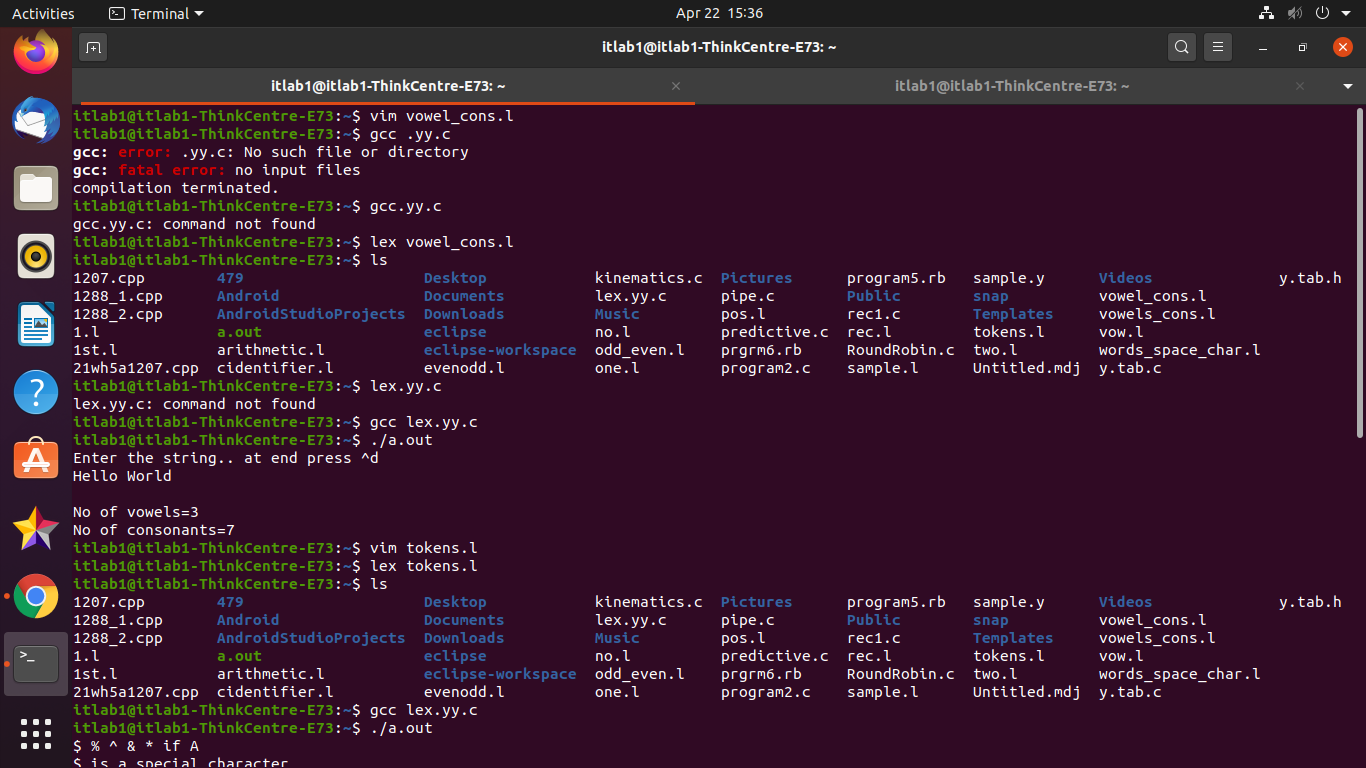 Activities Terminal Apr 22 15:36
itlab1@itlab1-ThinkCentre-E73: ~
itlab1@itlab1-ThinkCentre-E73: ~ itlab1@itlab1-ThinkCentre-E73: ~
itlab1@itlab1-ThinkCentre-E73:~$ vim vowel_cons.l
itlab1@itlab1-ThinkCentre-E73:~$ gcc .yy.c
gcc: error: .yy.c: No such file or directory
gcc: fatal error: no input files
compilation terminated.
itlab1@itlab1-ThinkCentre-E73:~$ gcc.yy.c
gcc.yy.c: command not found
itlab1@itlab1-ThinkCentre-E73:~$ lex vowel_cons.l
itlab1@itlab1-ThinkCentre-E73:~$ ls
1207.cpp 479 Desktop kinematics.c Pictures program5.rb sample.y Videos y.tab.h
1288_1.cpp Android Documents lex.yy.c pipe.c Public snap vowel_cons.l
1288_2.cpp AndroidStudioProjects Downloads Music pos.l rec1.c Templates vowels_cons.l
1.l a.out eclipse no.l predictive.c rec.l tokens.l vow.l
1st.l arithmetic.l eclipse-workspace odd_even.l prgrm6.rb RoundRobin.c two.l words_space_char.l
21wh5a1207.cpp cidentifier.l evenodd.l one.l program2.c sample.l Untitled.mdj y.tab.c
itlab1@itlab1-ThinkCentre-E73:~$ lex.yy.c
lex.yy.c: command not found
itlab1@itlab1-ThinkCentre-E73:~$ gcc lex.yy.c
itlab1@itlab1-ThinkCentre-E73:~$ ./a.out
Enter the string.. at end press ^d
Hello World
No of vowels=3
No of consonants=7
itlab1@itlab1-ThinkCentre-E73:~$ vim tokens.l
itlab1@itlab1-ThinkCentre-E73:~$ lex tokens.l
itlab1@itlab1-ThinkCentre-E73:~$ ls
1207.cpp 479 Desktop kinematics.c Pictures program5.rb sample.y Videos y.tab.h
1288_1.cpp Android Documents lex.yy.c pipe.c Public snap vowel_cons.l
1288_2.cpp AndroidStudioProjects Downloads Music pos.l rec1.c Templates vowels_cons.l
1.l a.out eclipse no.l predictive.c rec.l tokens.l vow.l
1st.l arithmetic.l eclipse-workspace odd_even.l prgrm6.rb RoundRobin.c two.l words_space_char.l
21wh5a1207.cpp cidentifier.l evenodd.l one.l program2.c sample.l Untitled.mdj y.tab.c
itlab1@itlab1-ThinkCentre-E73:~$ gcc lex.yy.c
itlab1@itlab1-ThinkCentre-E73:~$ ./a.out
$ % ^ & * if A
$ is a special character